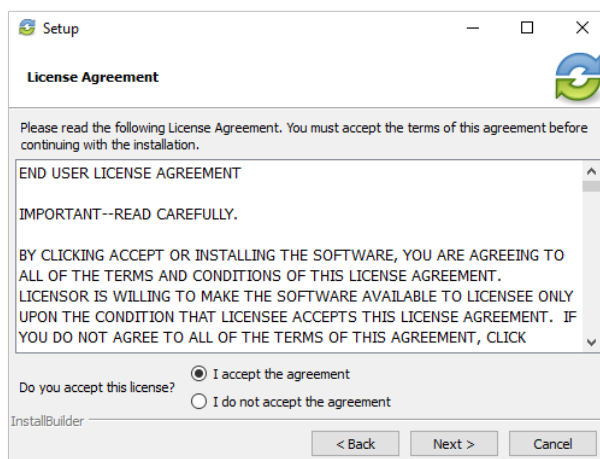 Setup
License Agreement
Please read the following License Agreement. You must accept the terms of this agreement before
continuing with the installation.
END USER LICENSE AGREEMENT
IMPORTANT--READ CAREFULLY.
BY CLICKING ACCEPT OR INSTALLING THE SOFTWARE, YOU ARE AGREEING TO
ALL OF THE TERMS AND CONDITIONS OF THIS LICENSE AGREEMENT.
LICENSOR IS WILLING TO MAKE THE SOFTWARE AVAILABLE TO LICENSEE ONLY
UPON THE CONDITION THAT LICENSEE ACCEPTS THIS LICENSE AGREEMENT.  IF
YOU DO NOT AGREE TO ALL OF THE TERMS OF THIS AGREEMENT, CLICK
Do you accept this license?
I accept the agreement
I do not accept the agreement
InstallBuilder
< Back
Next >
Cancel